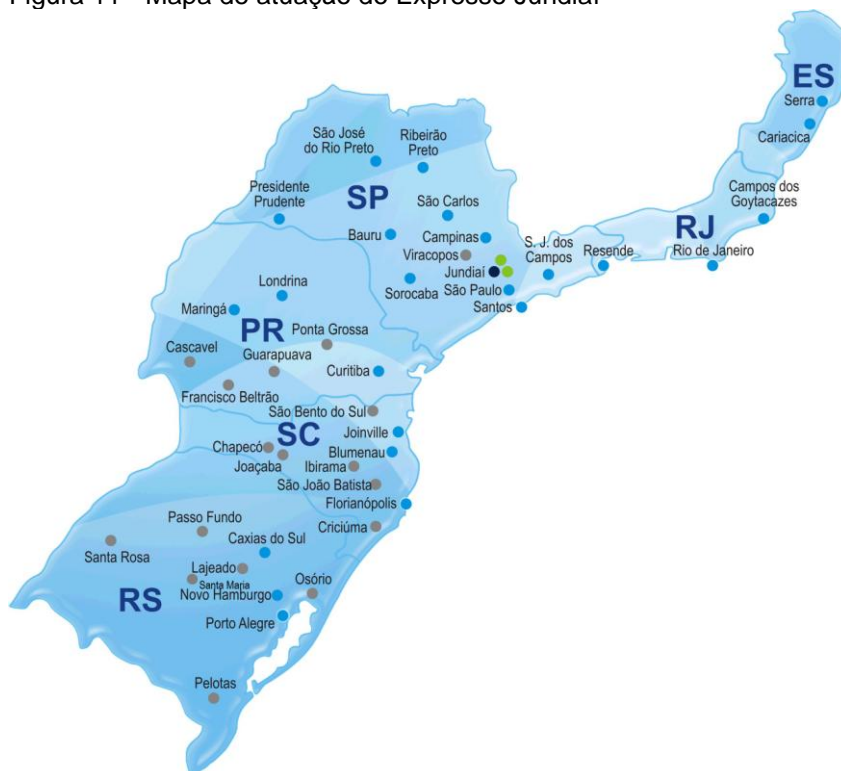 Figura 11 - Mapa de atuação do Expresso Jundiaí
ES
Serra
Cariacica
São José
do Rio Preto
Ribeirão
Preto
Presidente
Prudente
SP
São Carlos
Campos dos
Goytacazes
Bauru
Campinas
S. J. dos
Campos
RJ
Viracopos
Resende
Rio de Janeiro
Jundiaí
Sorocaba
São Paulo
Santos
Londrina
Maringá
PR
Ponta Grossa
Cascavel
Guarapuava
Curitiba
Francisco Beltrão
São Bento do Sul
SC
Joinville
Chapecó
Blumenau
Joaçaba
Ibirama
São João Batista
Florianópolis
Passo Fundo
Criciúma
Santa Rosa
Caxias do Sul
Lajeado
Santa Maria
Osório
RS
Novo Hamburgo
Porto Alegre
Pelotas